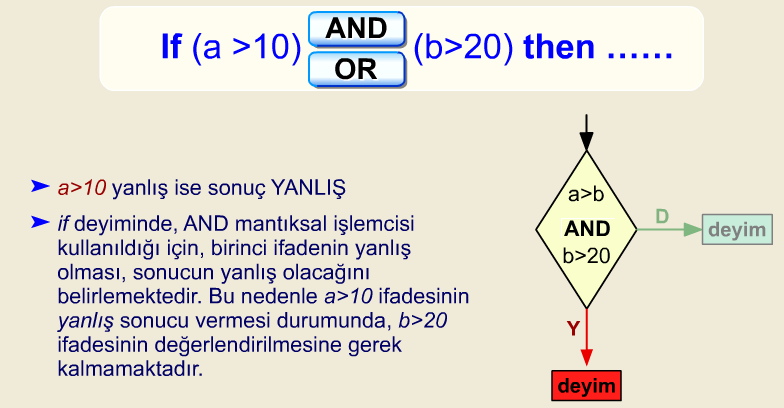 If (a >10) AND (b>20) then ......
OR
a>10 yanlış ise sonuç YANLIŞ
if deyiminde, AND mantıksal işlemcisi
kullanıldığı için, birinci ifadenin yanlış
olması, sonucun yanlış olacağını
belirlemektedir. Bu nedenle a>10 ifadesinin
yanlış sonucu vermesi durumunda, b>20
ifadesinin değerlendirilmesine gerek
kalmamaktadır.
a>b
AND
b>20
D
deyim
Y
deyim